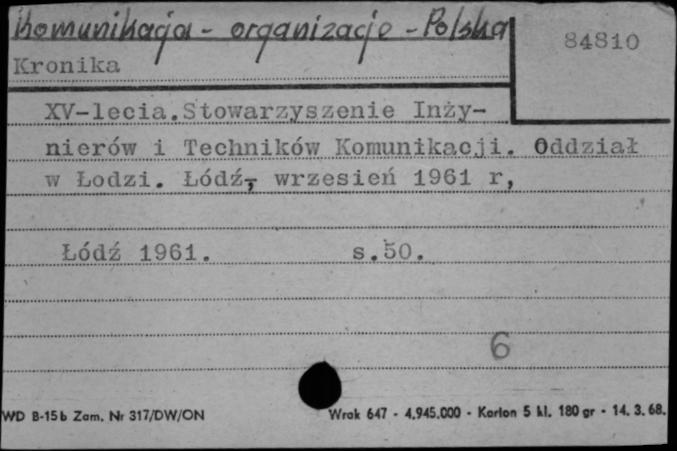 Komunikacja - organizacje - Polska
84810
Kronika
XV-lecia.Stowarzyszenie Inży-
nierów i Techników Komunikacji. Oddział
w Łodzi. Łódź, wrzesień 1961 r,
Łódź 1961. s.50.
6
WD B-15b Zam. Nr 317/DW/ON Wrak 647 - 4.945.000 - Karton 5 kl. 180 gr - 14. 3. 68.